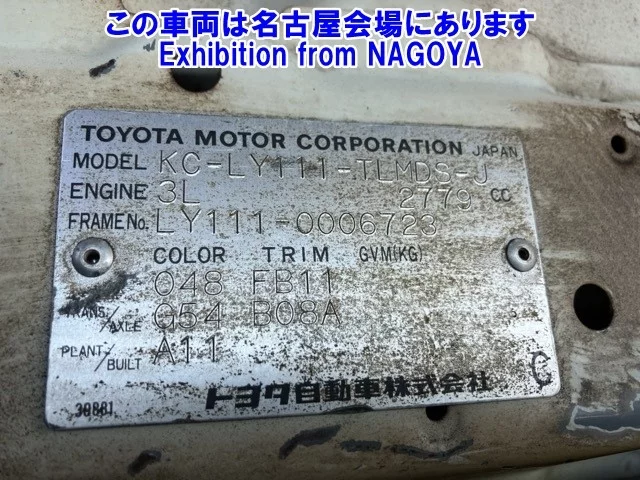 この車両は名古屋会場にあります
Exhibition from NAGOYA
TOYOTA MOTOR CORPORATION JAPAN
MODEL KC-LY111-TLMDS-J
ENGINE 3L 2779 CC
FRAME No. LY111-0006723
COLOR TRIM GVM(KG)
048 FB11
TRANS/AXLE G54 B08A
PLANT/BUILT A11
トヨタ自動車株式会社 C
30881